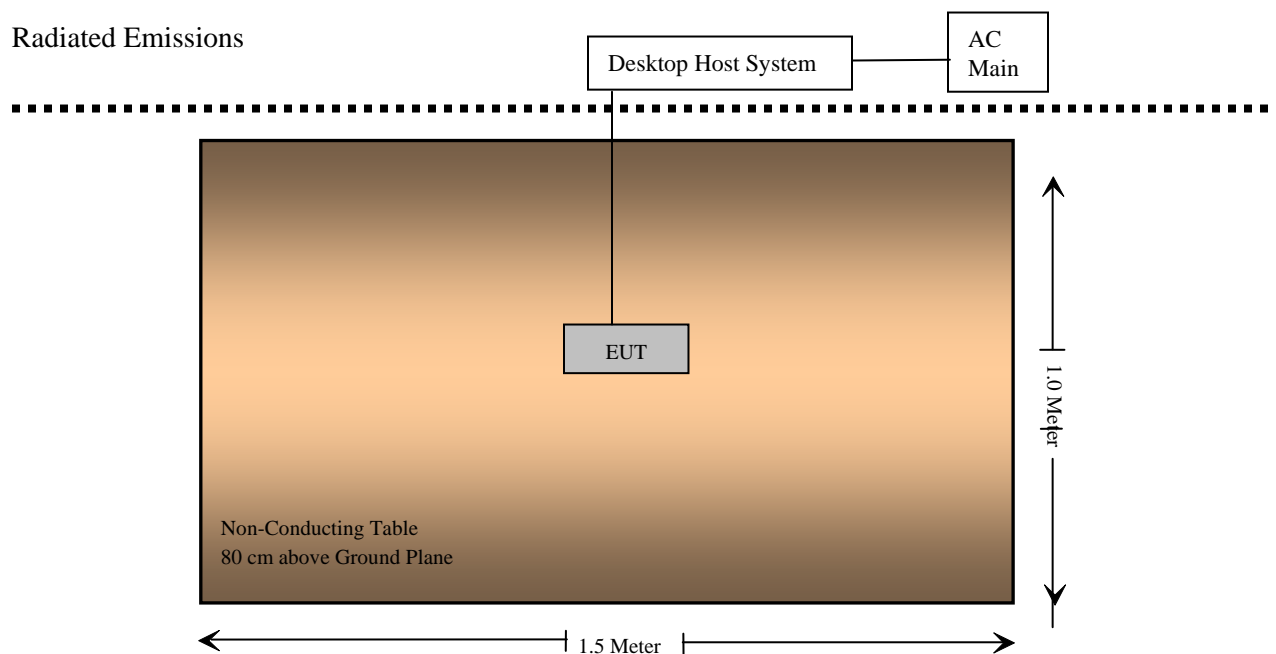 Radiated Emissions
Desktop Host System
AC
Main
EUT
1.0 Meter
Non-Conducting Table
80 cm above Ground Plane
1.5 Meter